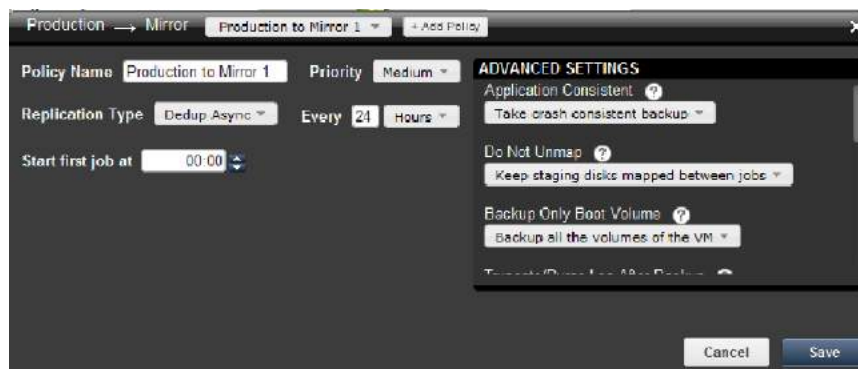 Production → Mirror Production to Mirror 1 + Add Policy
Policy Name Production to Mirror 1 Priority Medium
Replication Type Dedup Async Every 24 Hours
Start first job at 00:00
ADVANCED SETTINGS
Application Consistent ?
Take crash consistent backup
Do Not Unmap ?
Keep staging disks mapped between jobs
Backup Only Boot Volume ?
Backup all the volumes of the VM
Log After Backup
Cancel Save